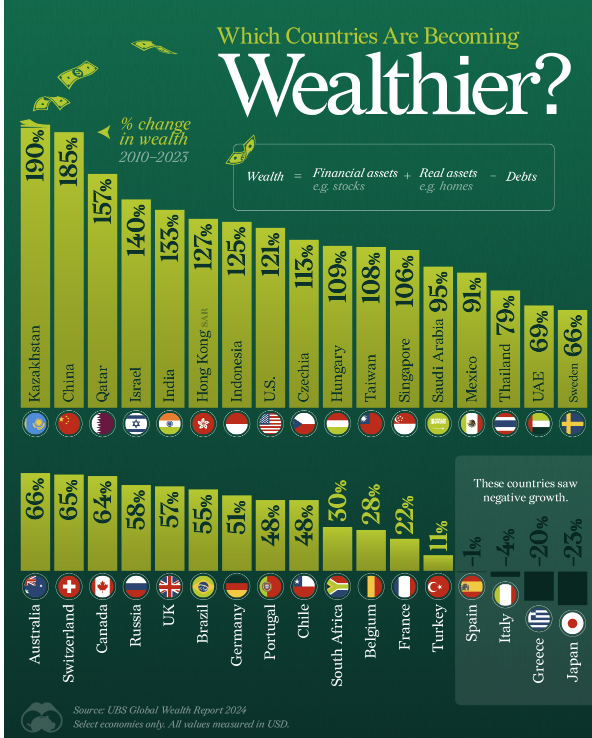 Which Countries Are Becoming
Wealthier?
% change
in wealth
2010–2023
Wealth = Financial assets + Real assets - Debts
e.g. stocks e.g. homes
190% Kazakhstan
185% China
157% Qatar
140% Israel
133% India
127% Hong Kong SAR
125% Indonesia
121% U.S.
113% Czechia
109% Hungary
108% Taiwan
106% Singapore
95% Saudi Arabia
91% Mexico
79% Thailand
69% UAE
66% Sweden
These countries saw
negative growth.
66% Australia
65% Switzerland
64% Canada
58% Russia
57% UK
55% Brazil
51% Germany
48% Portugal
48% Chile
30% South Africa
28% Belgium
22% France
11% Turkey
-1% Spain
-4% Italy
-20% Greece
-23% Japan
Source: UBS Global Wealth Report 2024
Select economies only. All values measured in USD.